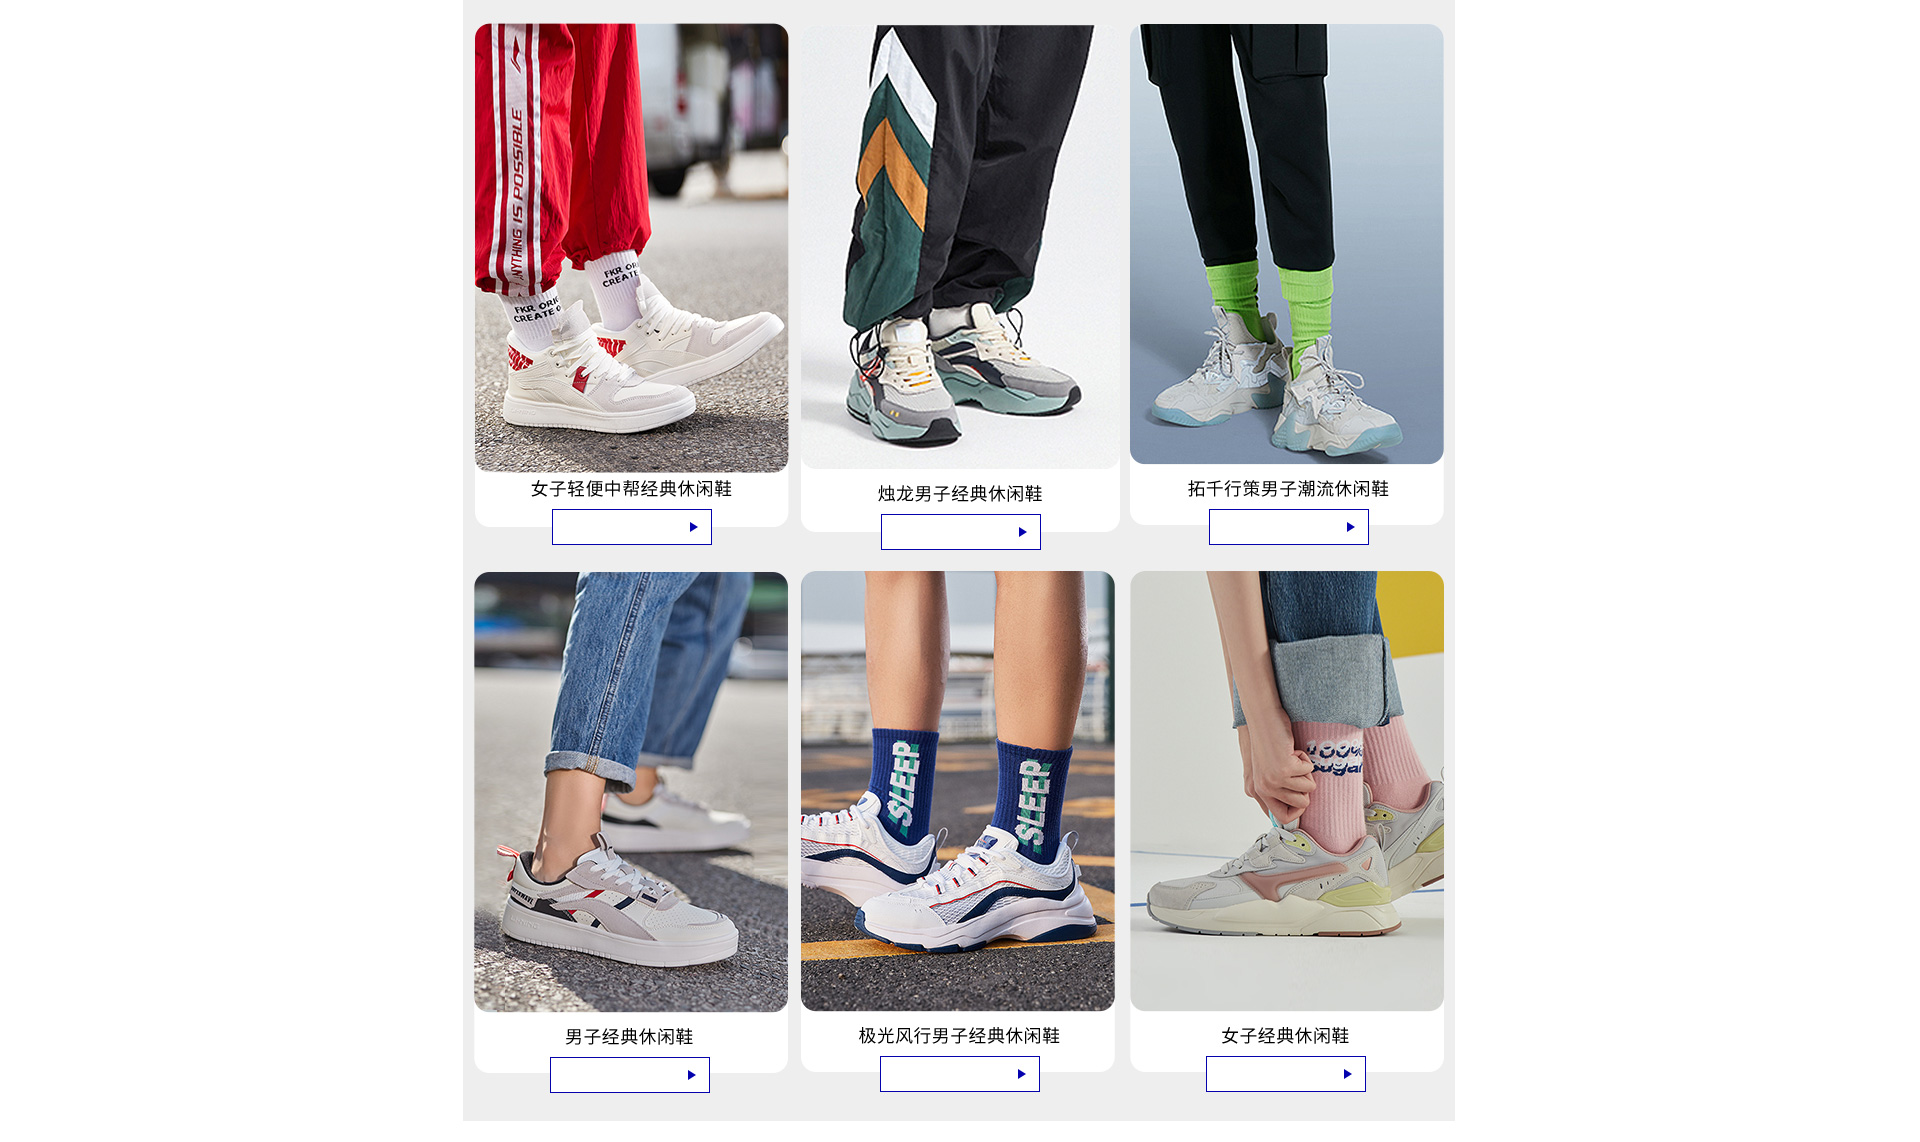 ANYTHING IS POSSIBLE
FKR ORI
CREATE
FKR ORIG
CREATE O
女子轻便中帮经典休闲鞋
烛龙男子经典休闲鞋
拓千行策男子潮流休闲鞋
SLEEP
SLEEP
男子经典休闲鞋
极光风行男子经典休闲鞋
女子经典休闲鞋